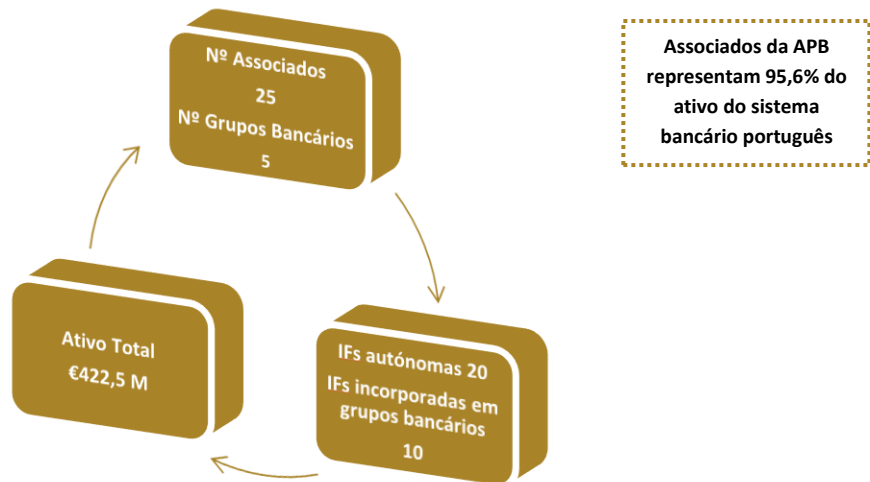 Nº Associados
25
Nº Grupos Bancários
5
Associados da APB
representam 95,6% do
ativo do sistema
bancário português
Ativo Total
€422,5 M
IFs autónomas 20
IFs incorporadas em
grupos bancários
10